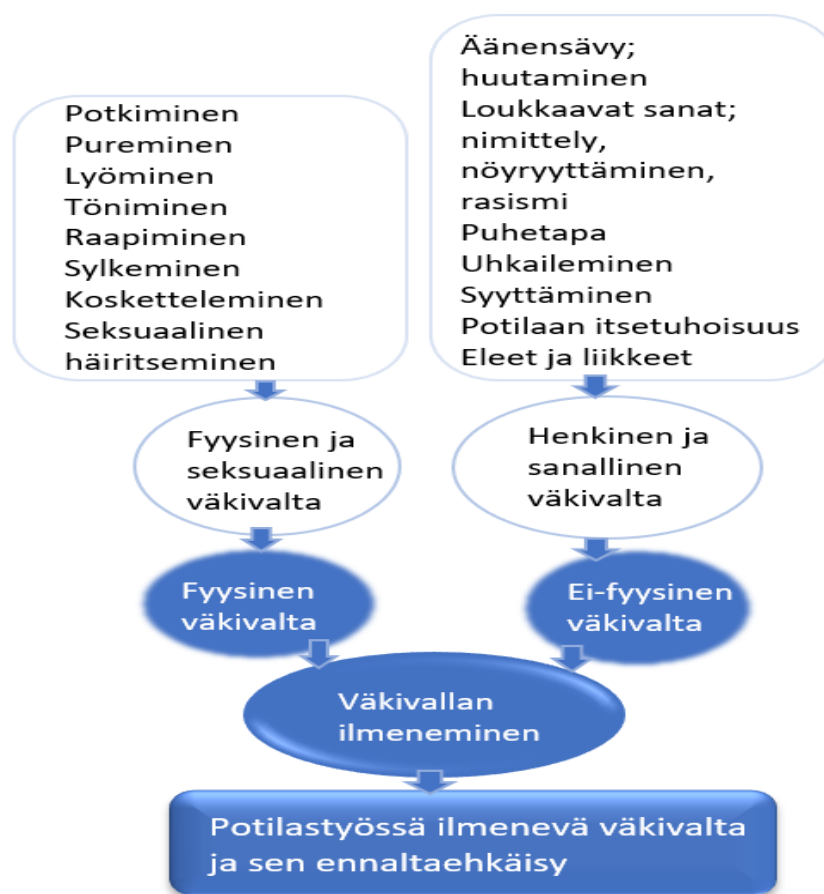 Potkiminen
Pureminen
Lyöminen
Töniminen
Raapiminen
Sylkeminen
Kosketteleminen
Seksuaalinen
häiritseminen
Äänensävy;
huutaminen
Loukkaavat sanat;
nimittely,
nöyryyttäminen,
rasismi
Puhetapa
Uhkaileminen
Syyttäminen
Potilaan itsetuhoisuus
Eleet ja liikkeet
Fyysinen ja
seksuaalinen
väkivalta
Henkinen ja
sanallinen
väkivalta
Fyysinen
väkivalta
Ei-fyysinen
väkivalta
Väkivallan
ilmeneminen
Potilastyössä ilmenevä väkivalta
ja sen ennaltaehkäisy